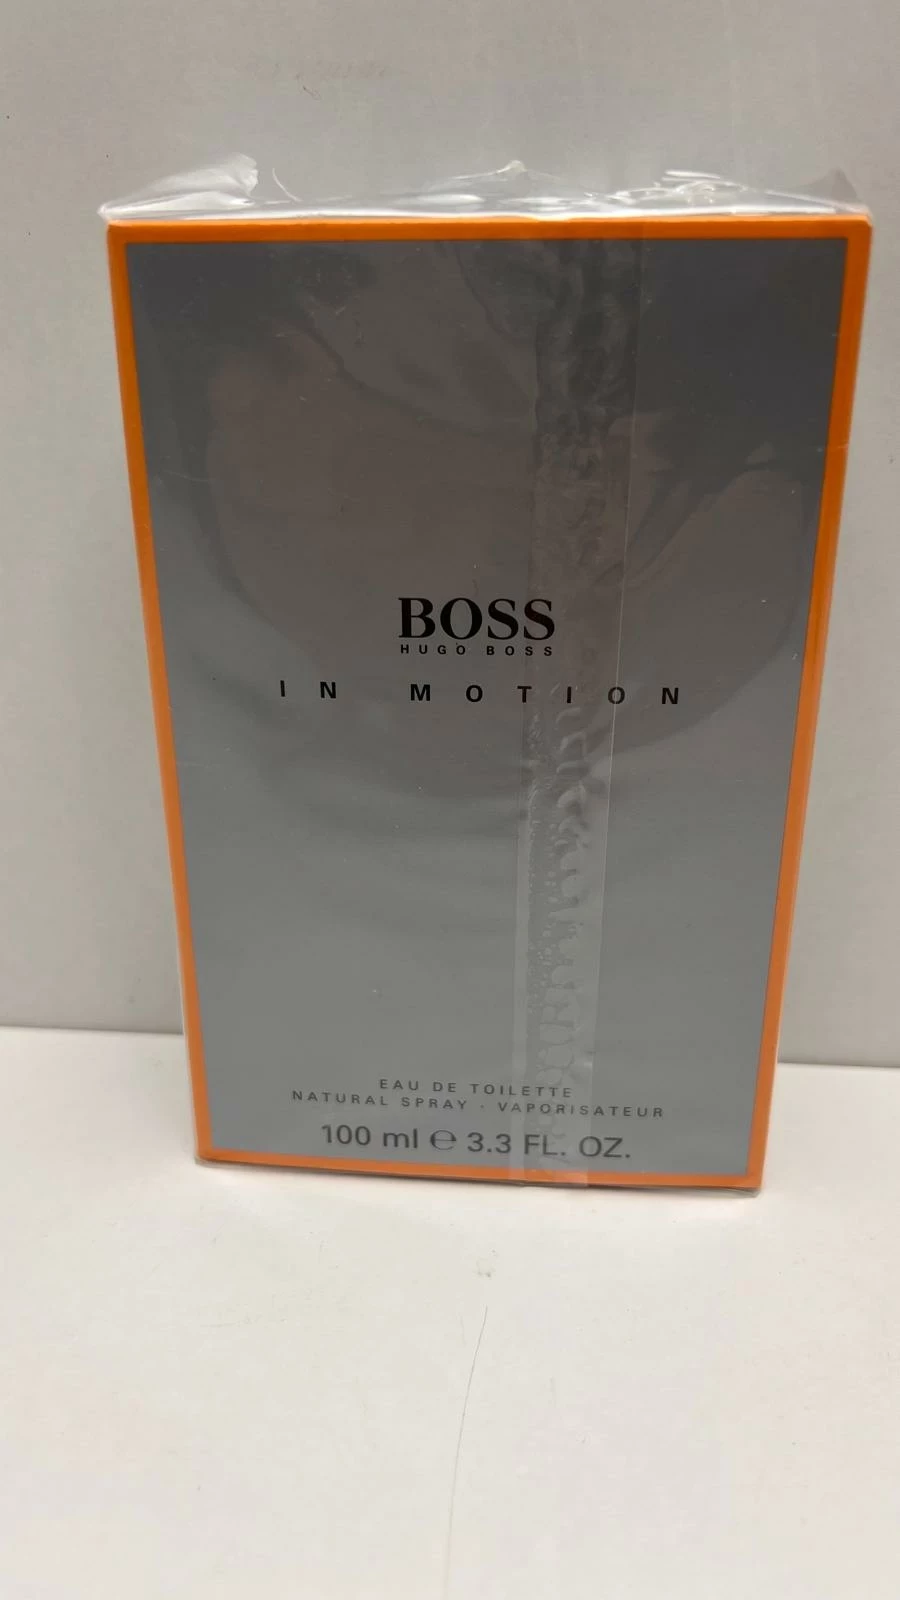 BOSS
HUGO BOSS
IN MOTION
EAU DE TOILETTE
NATURAL SPRAY · VAPORISATEUR
100 ml ℮ 3.3 FL. OZ.